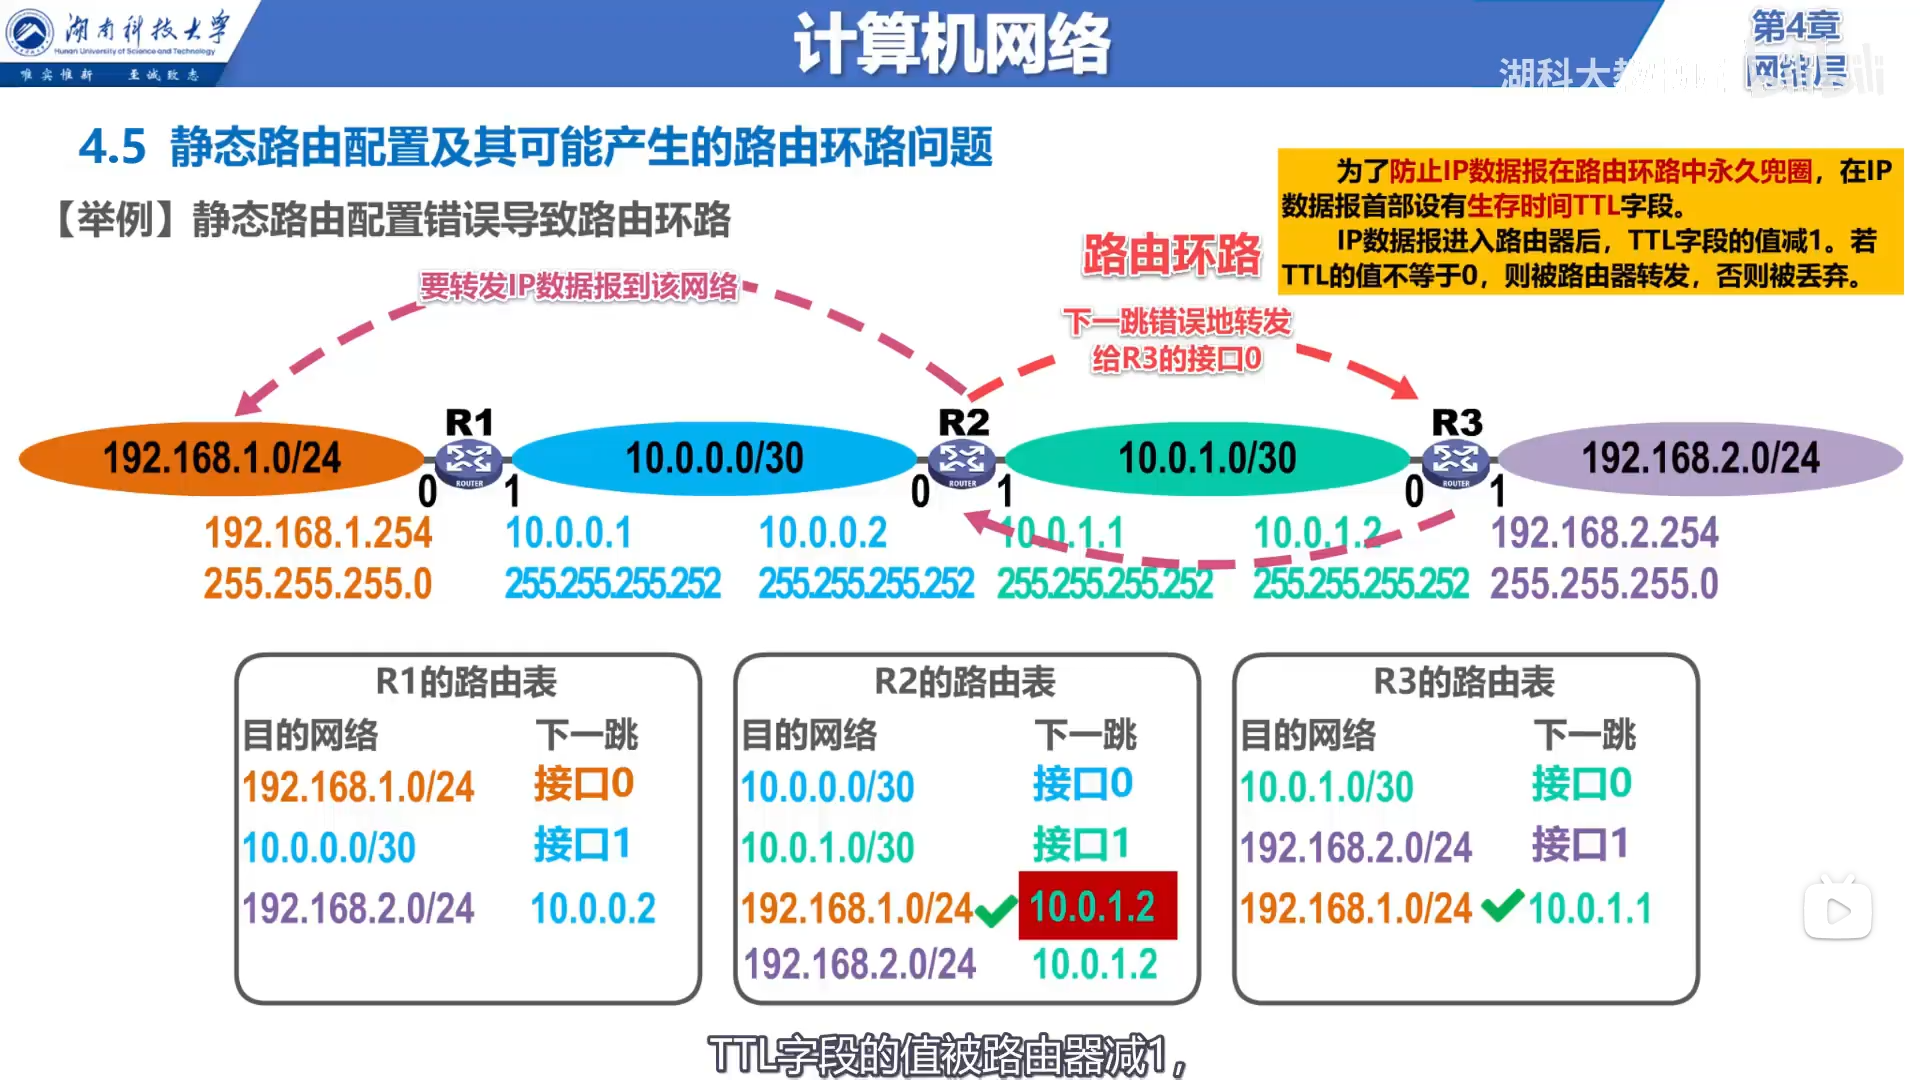 湖南科技大学
Hunan University of Science and Technology
唯实惟新 至诚致志
计算机网络
第4章
网络层
4.5 静态路由配置及其可能产生的路由环路问题
【举例】静态路由配置错误导致路由环路
为了防止IP数据报在路由环路中永久兜圈，在IP
数据报首部设有生存时间TTL字段。
IP数据报进入路由器后，TTL字段的值减1。若
TTL的值不等于0，则被路由器转发，否则被丢弃。
路由环路
要转发IP数据报到该网络
下一跳错误地转发
给R3的接口0
R1 R2 R3
192.168.1.0/24 ROUTER 10.0.0.0/30 ROUTER 10.0.1.0/30 ROUTER 192.168.2.0/24
0 1 0 1 0 1
192.168.1.254 10.0.0.1 10.0.0.2 10.0.1.1 10.0.1.2 192.168.2.254
255.255.255.0 255.255.255.252 255.255.255.252 255.255.255.252 255.255.255.252 255.255.255.0
R1的路由表
目的网络 下一跳
192.168.1.0/24 接口0
10.0.0.0/30 接口1
192.168.2.0/24 10.0.0.2
R2的路由表
目的网络 下一跳
10.0.0.0/30 接口0
10.0.1.0/30 接口1
192.168.1.0/24 10.0.1.2
192.168.2.0/24 10.0.1.2
R3的路由表
目的网络 下一跳
10.0.1.0/30 接口0
192.168.2.0/24 接口1
192.168.1.0/24 10.0.1.1
TTL字段的值被路由器减1，